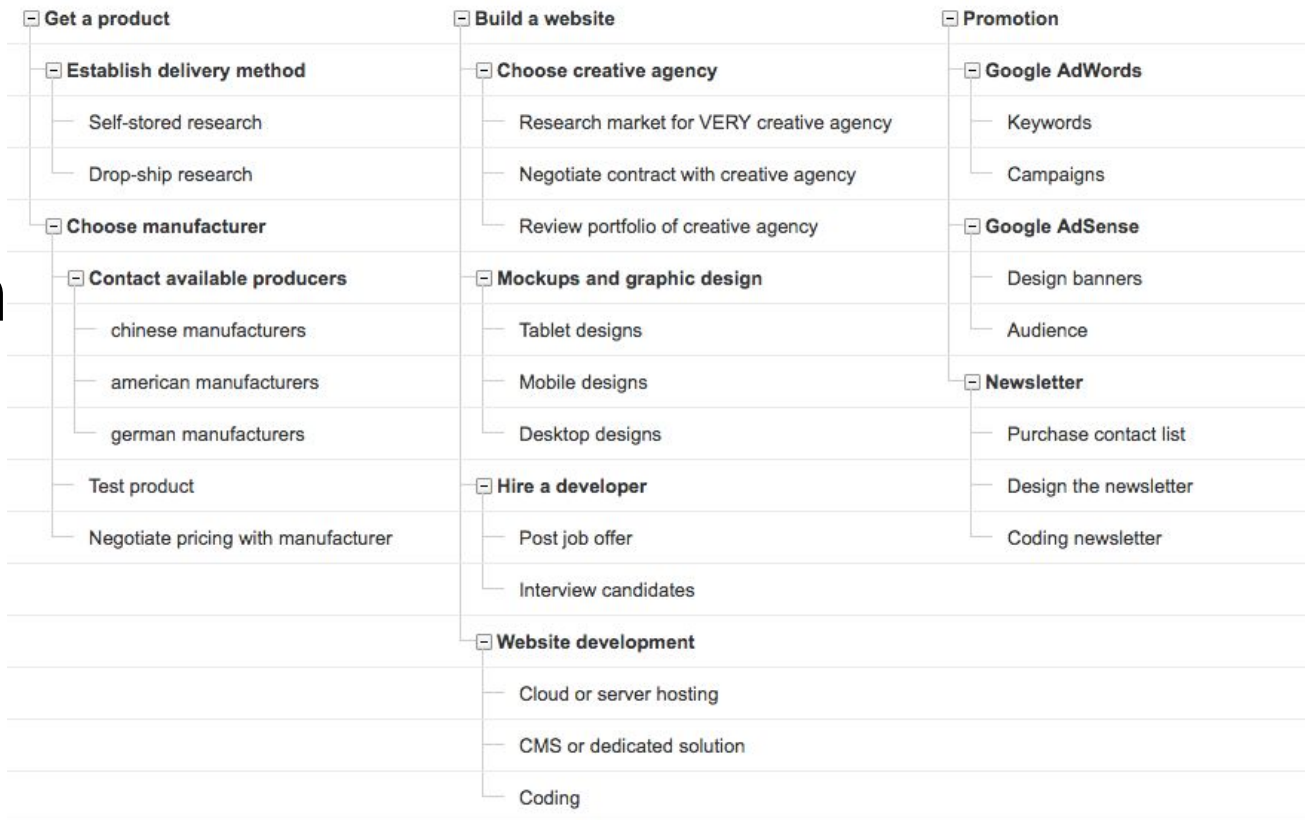 Get a product
Establish delivery method
Self-stored research
Drop-ship research
Choose manufacturer
Contact available producers
chinese manufacturers
american manufacturers
german manufacturers
Test product
Negotiate pricing with manufacturer
Build a website
Choose creative agency
Research market for VERY creative agency
Negotiate contract with creative agency
Review portfolio of creative agency
Mockups and graphic design
Tablet designs
Mobile designs
Desktop designs
Hire a developer
Post job offer
Interview candidates
Website development
Cloud or server hosting
CMS or dedicated solution
Coding
Promotion
Google AdWords
Keywords
Campaigns
Google AdSense
Design banners
Audience
Newsletter
Purchase contact list
Design the newsletter
Coding newsletter